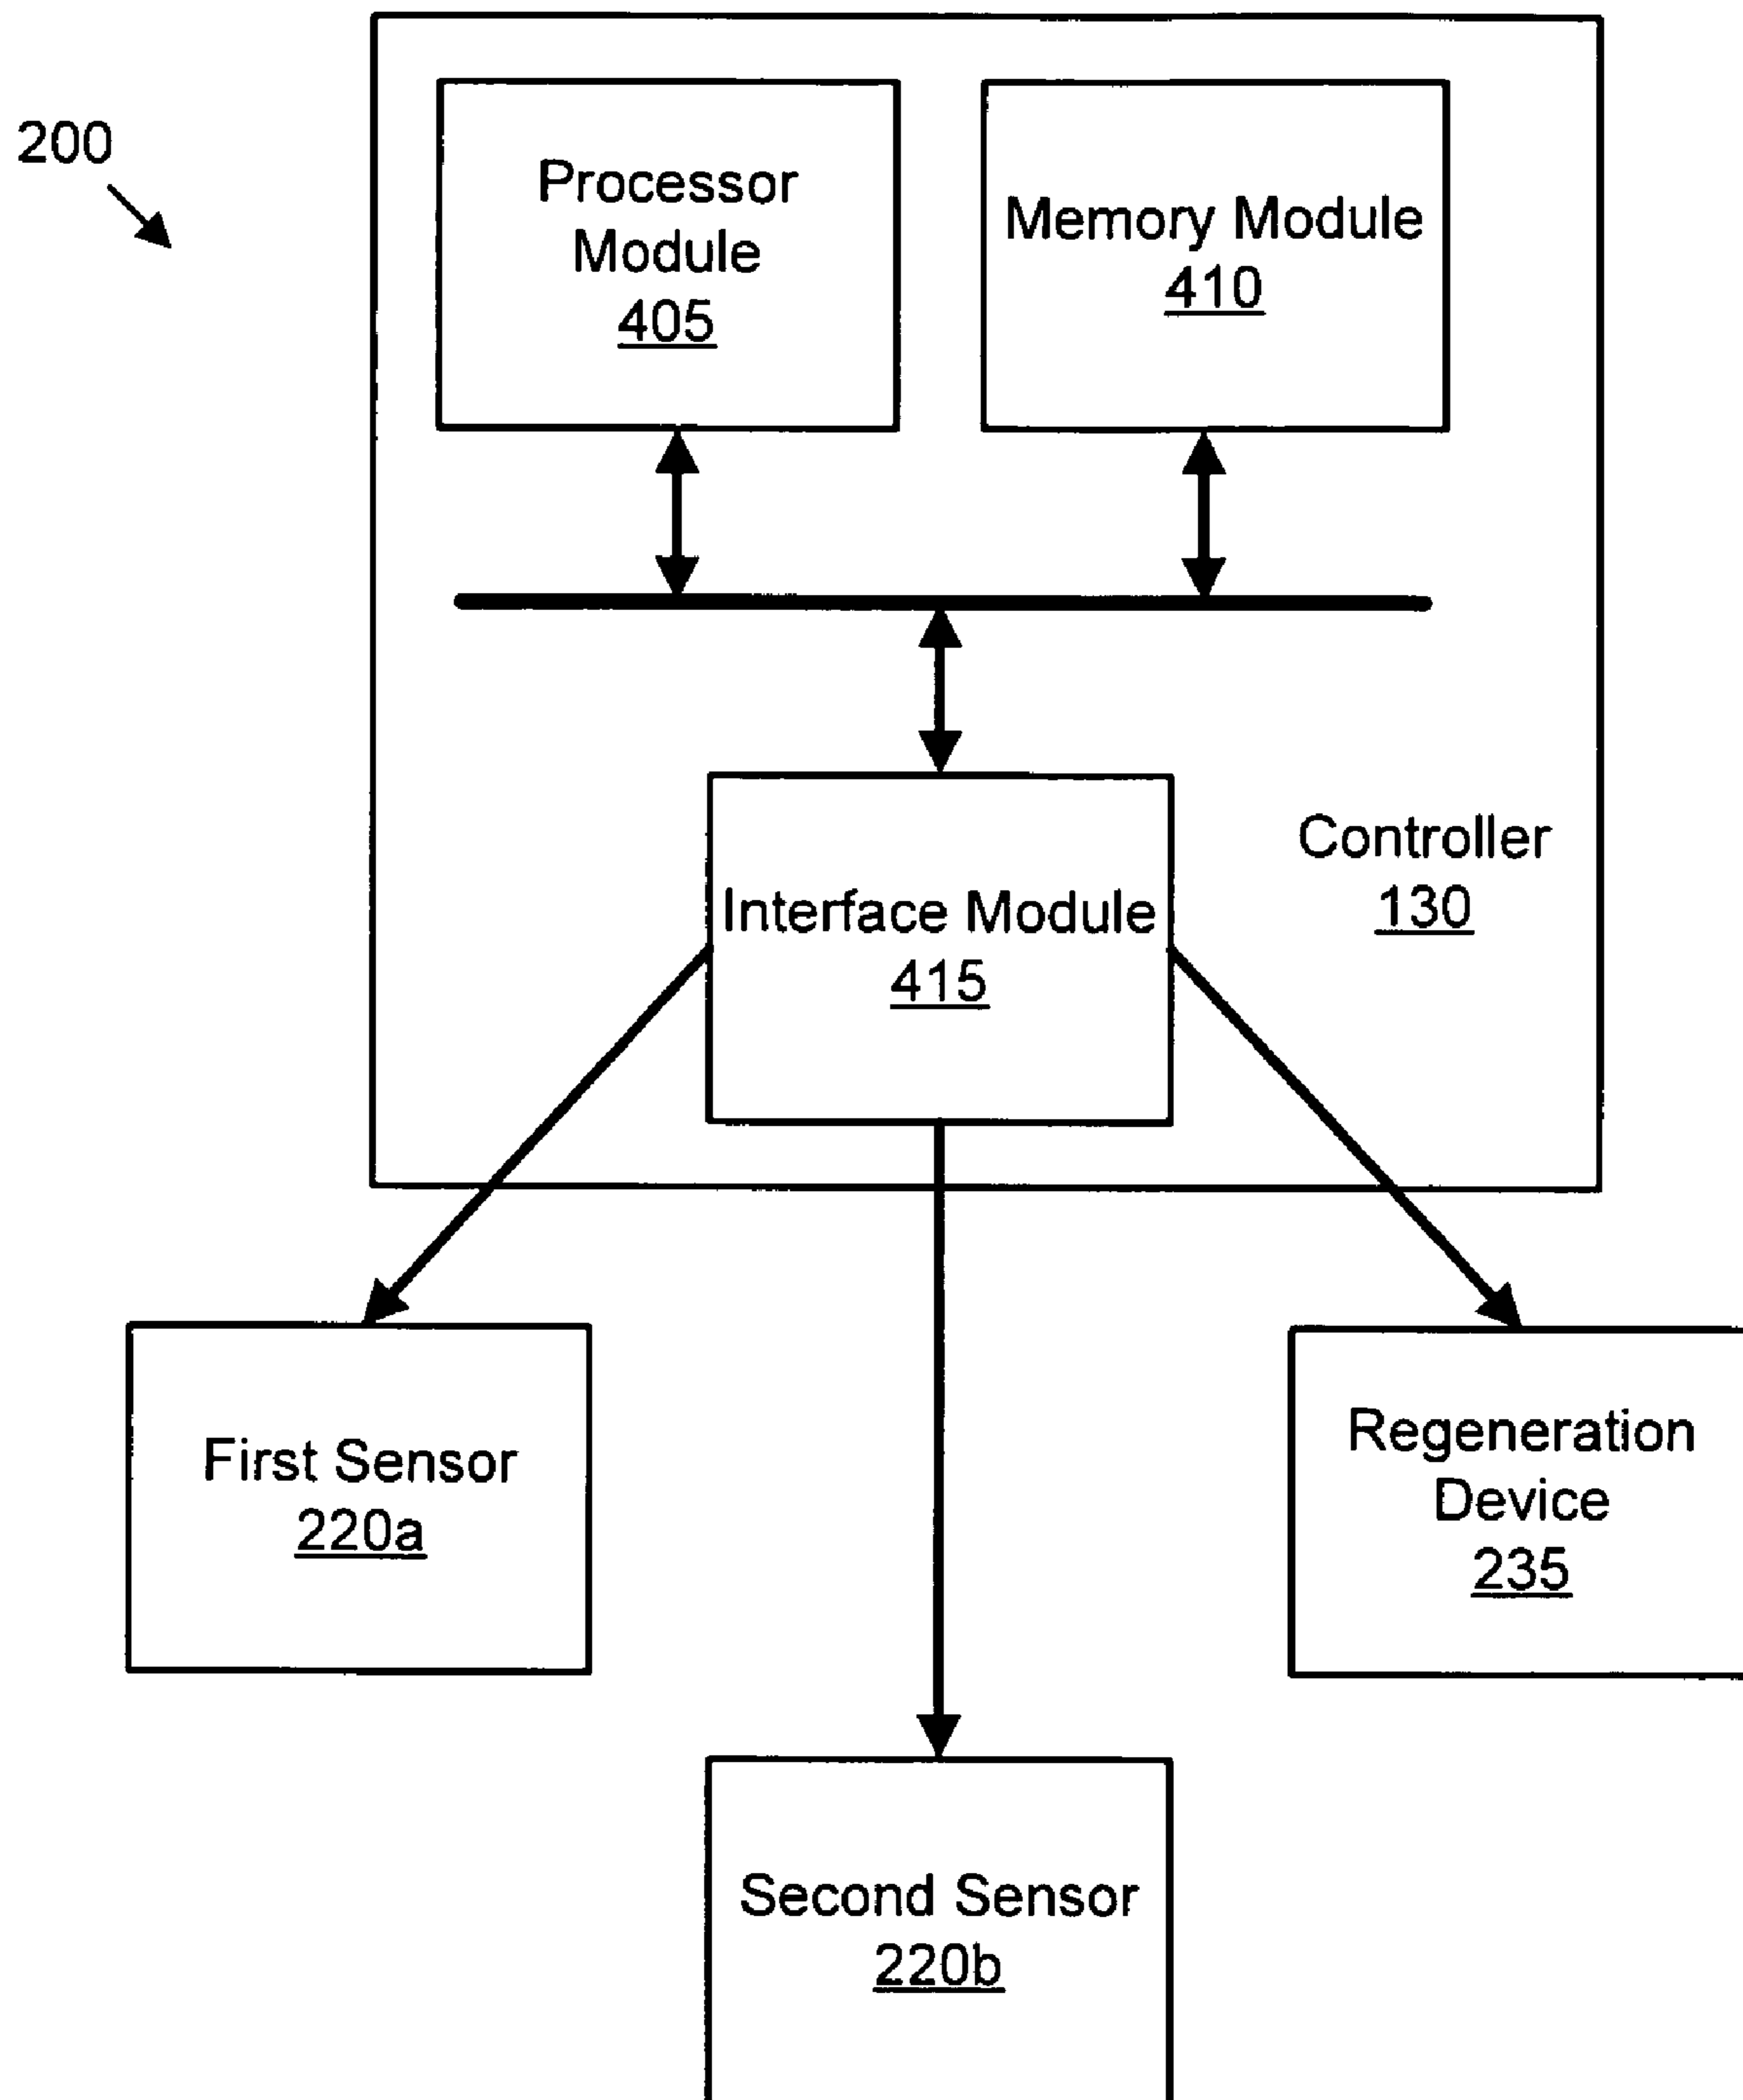 200
Processor
Module
405
Memory Module
410
Controller
130
Interface Module
415
First Sensor
220a
Regeneration
Device
235
Second Sensor
220b